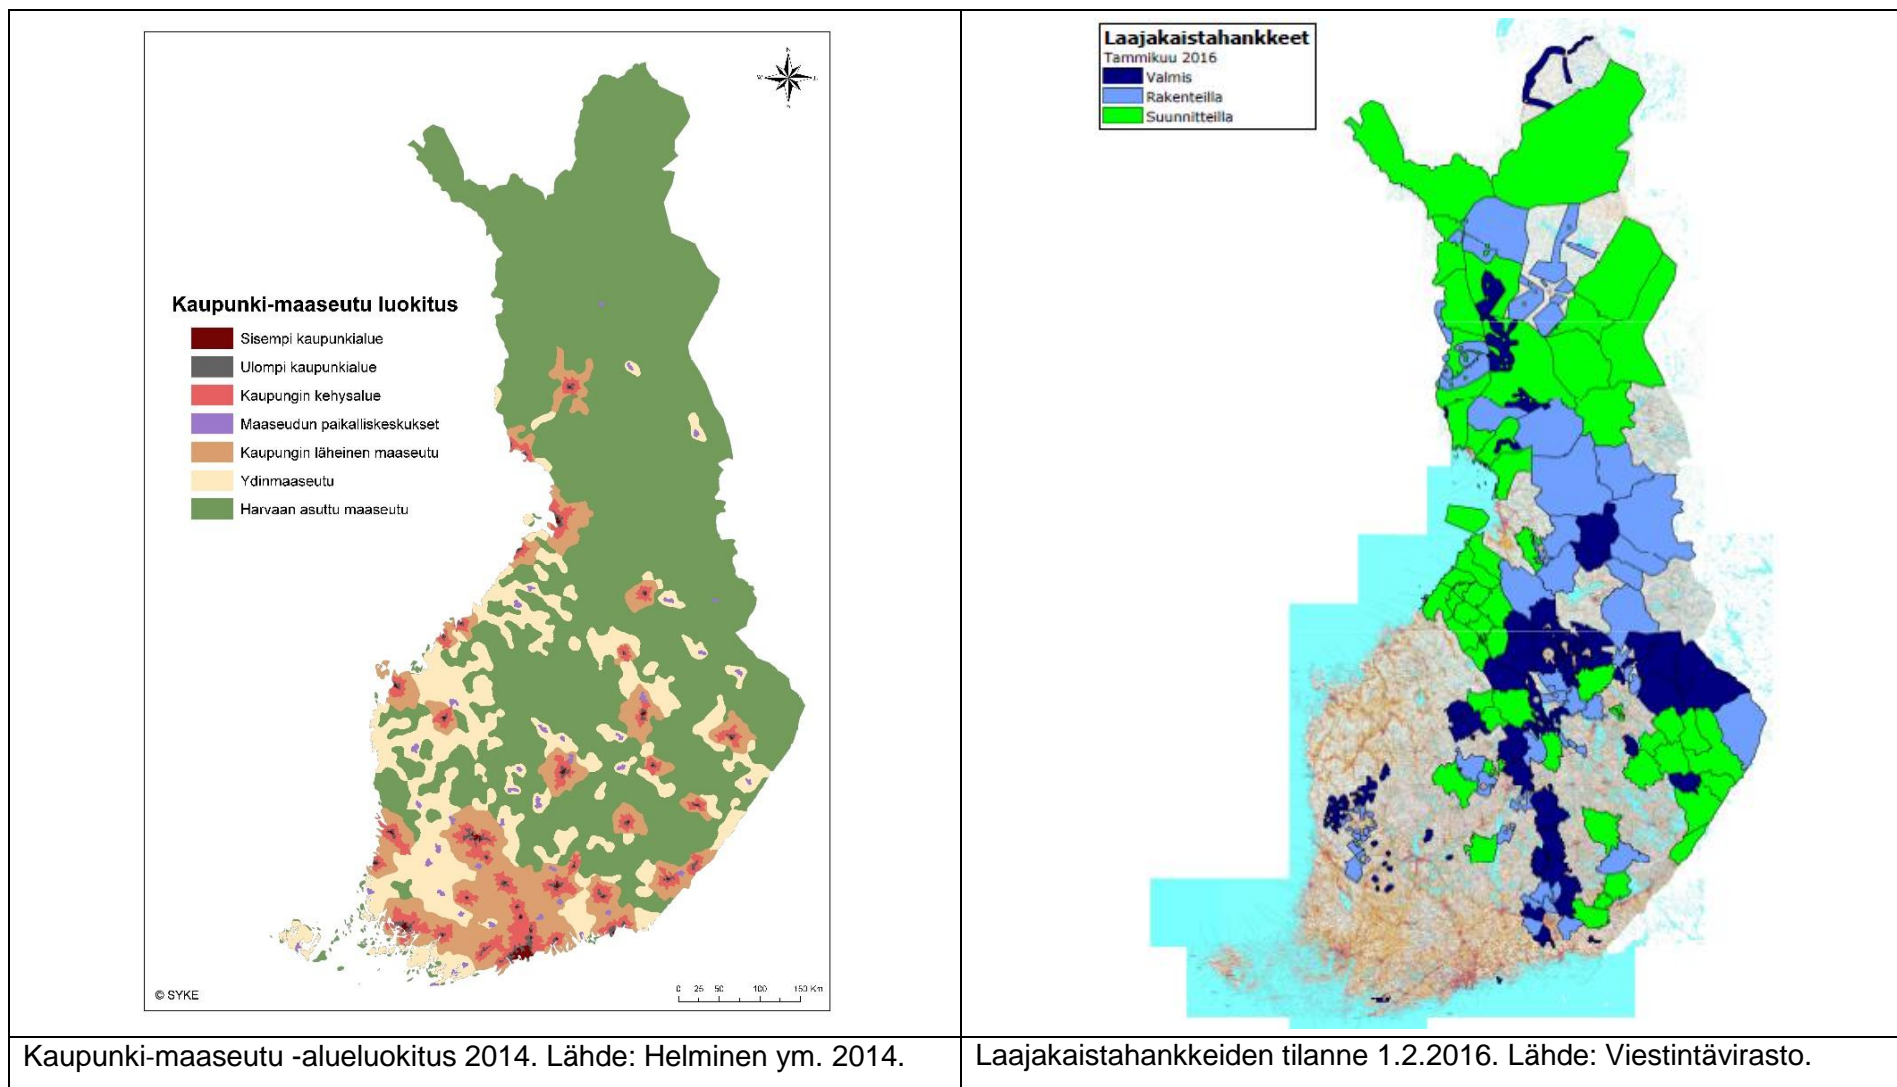 N
W
E
S
Kaupunki-maaseutu luokitus
Sisempi kaupunkialue
Ulompi kaupunkialue
Kaupungin kehysalue
Maaseudun paikalliskeskukset
Kaupungin läheinen maaseutu
Ydinmaaseutu
Harvaan asuttu maaseutu
© SYKE
0 25 50 100 150 Km
Kaupunki-maaseutu -alueluokitus 2014. Lähde: Helminen ym. 2014.
Laajakaistahankkeet
Tammikuu 2016
Valmis
Rakenteilla
Suunnitteilla
Laajakaistahankkeiden tilanne 1.2.2016. Lähde: Viestintävirasto.